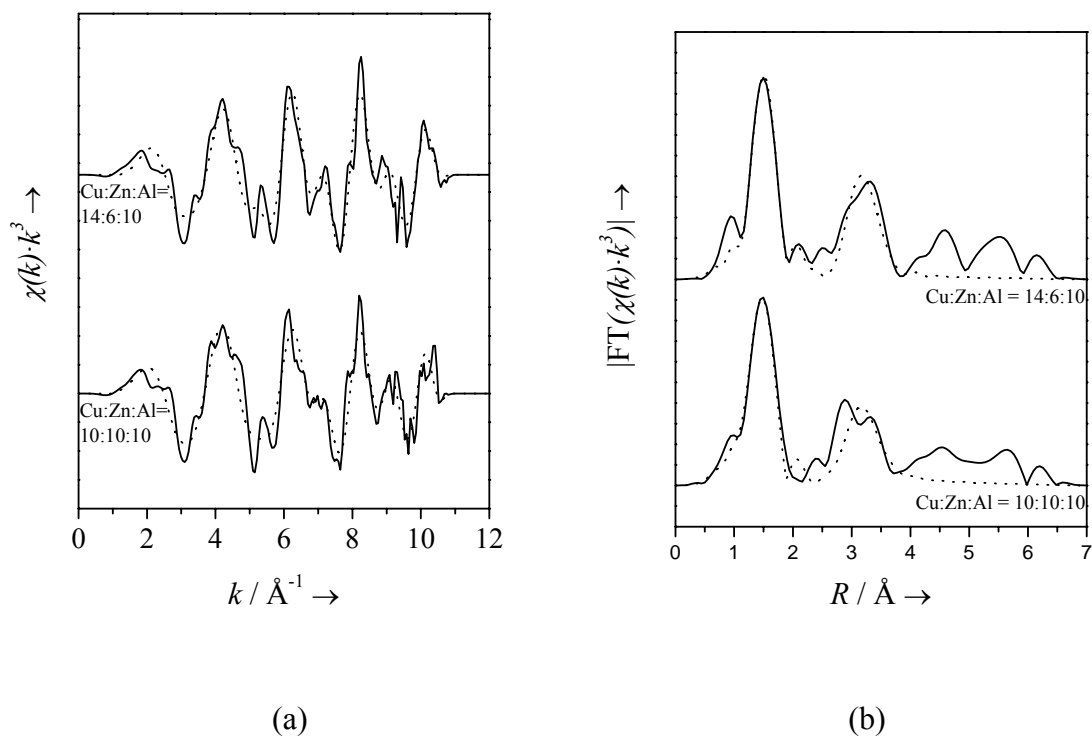 χ(k)·k³ →
Cu:Zn:Al=
14:6:10
Cu:Zn:Al=
10:10:10
0 2 4 6 8 10 12
k / Å⁻¹ →
(a)
|FT(χ(k)·k³)| →
Cu:Zn:Al = 14:6:10
Cu:Zn:Al = 10:10:10
0 1 2 3 4 5 6 7
R / Å →
(b)